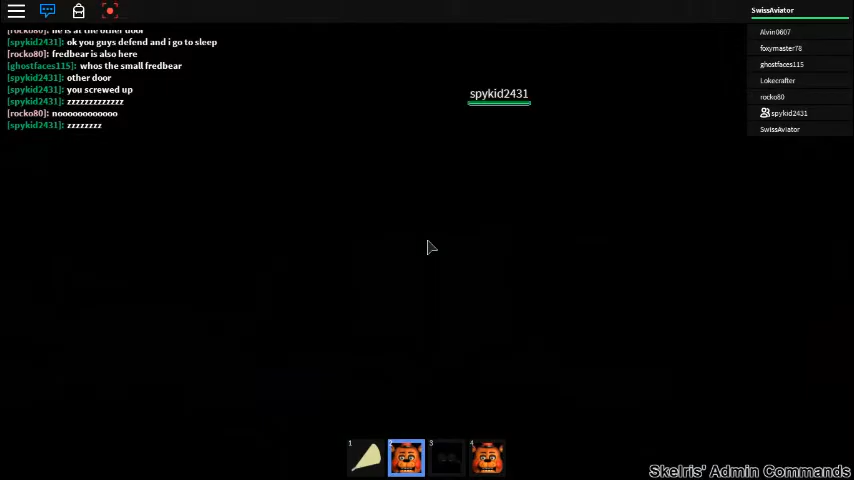 [rocko80]: he is at the other door
[spykid2431]: ok you guys defend and i go to sleep
[rocko80]: fredbear is also here
[ghostfaces115]: whos the small fredbear
[spykid2431]: other door
[spykid2431]: you screwed up
[spykid2431]: zzzzzzzzzzzzz
[rocko80]: noooooooooooo
[spykid2431]: zzzzzzzz
spykid2431
SwissAviator
Alvin0607
foxymaster78
ghostfaces115
Lokecrafter
rocko80
spykid2431
SwissAviator
1
2
3
4
Skelris' Admin Commands